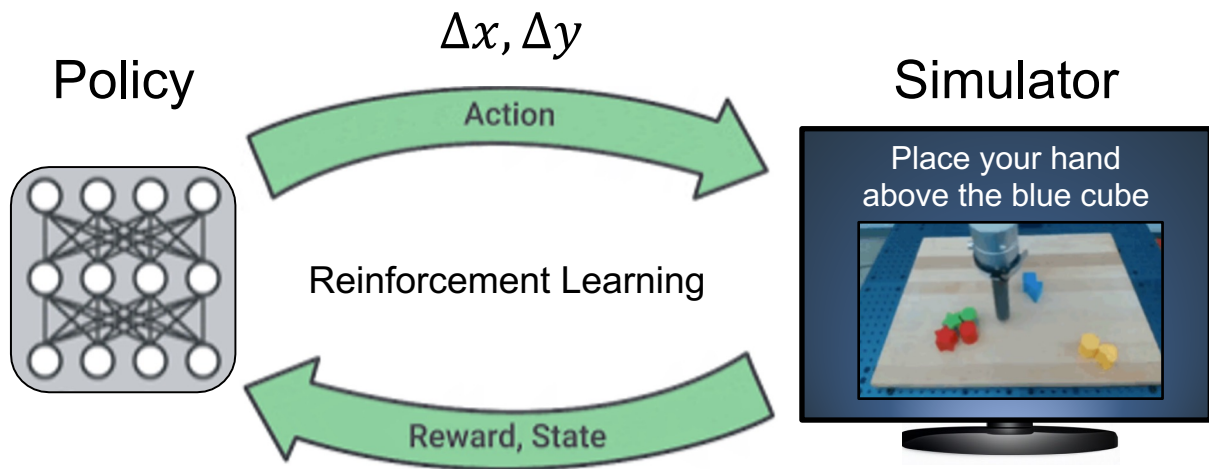 Δx, Δy
Policy
Simulator
Action
Place your hand
above the blue cube
Reinforcement Learning
Reward, State